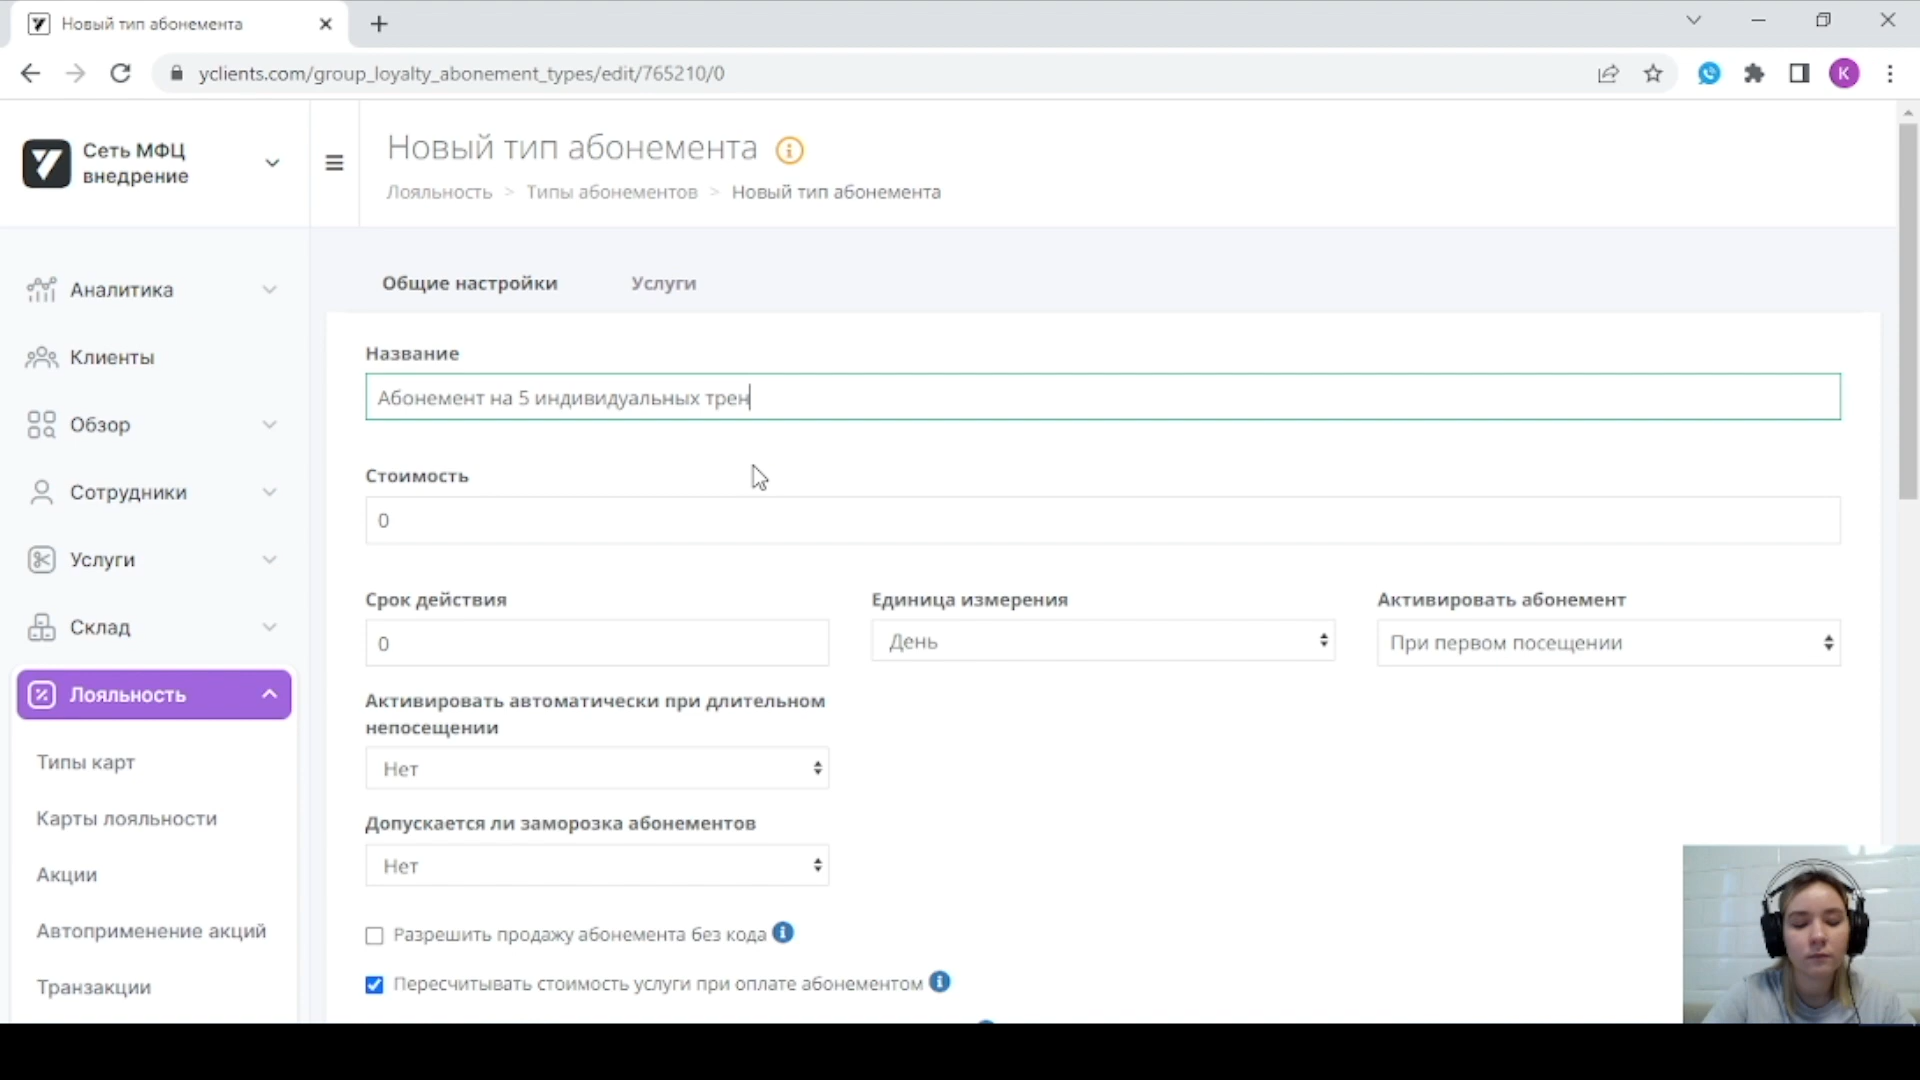 Новый тип абонемента
yclients.com/group_loyalty_abonement_types/edit/765210/0
K
Сеть МФЦ
внедрение
Новый тип абонемента
Лояльность > Типы абонементов > Новый тип абонемента
Аналитика
Клиенты
Обзор
Сотрудники
Услуги
Склад
Лояльность
Типы карт
Карты лояльности
Акции
Автоприменение акций
Транзакции
Общие настройки
Услуги
Название
Абонемент на 5 индивидуальных трен
Стоимость
0
Срок действия
0
Единица измерения
День
Активировать абонемент
При первом посещении
Активировать автоматически при длительном
непосещении
Нет
Допускается ли заморозка абонементов
Нет
Разрешить продажу абонемента без кода
Пересчитывать стоимость услуги при оплате абонементом